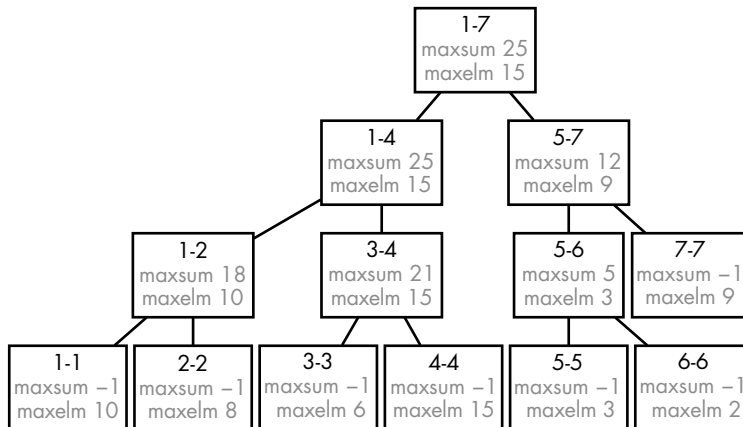 1-7
maxsum 25
maxelm 15
1-4
maxsum 25
maxelm 15
5-7
maxsum 12
maxelm 9
1-2
maxsum 18
maxelm 10
3-4
maxsum 21
maxelm 15
5-6
maxsum 5
maxelm 3
7-7
maxsum −1
maxelm 9
1-1
maxsum −1
maxelm 10
2-2
maxsum −1
maxelm 8
3-3
maxsum −1
maxelm 6
4-4
maxsum −1
maxelm 15
5-5
maxsum −1
maxelm 3
6-6
maxsum −1
maxelm 2